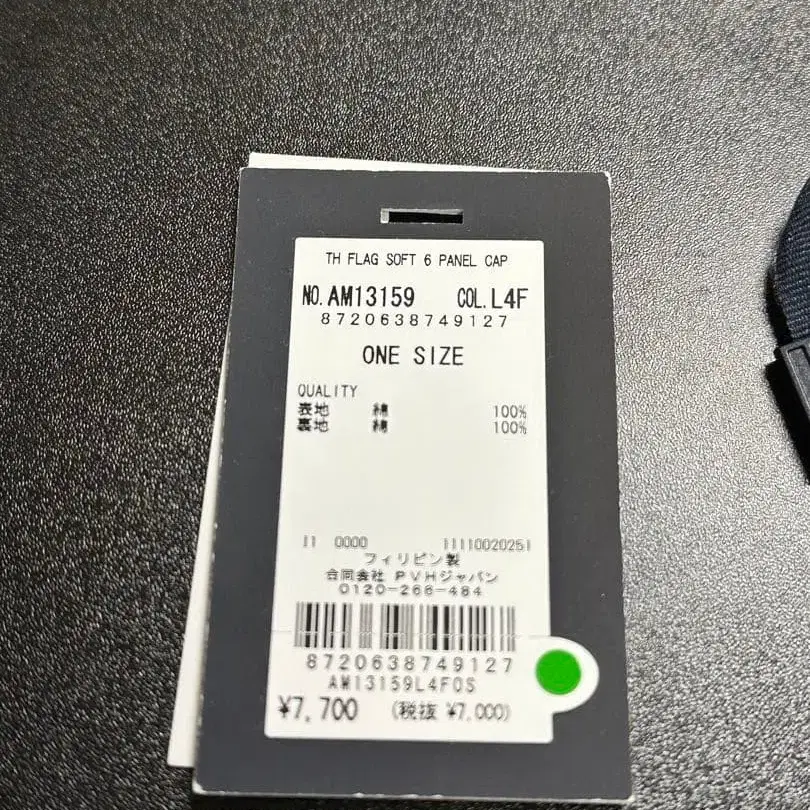 TH FLAG SOFT 6 PANEL CAP
NO. AM13159 COL. L4F
8720638749127
ONE SIZE
QUALITY
表地 綿 100%
裏地 綿 100%
11 0000 11110020251
フィリピン製
合同会社 PVHジャパン
0120-266-484
8720638749127
AM13159L4FOS
¥7,700 (税抜 ¥7,000)